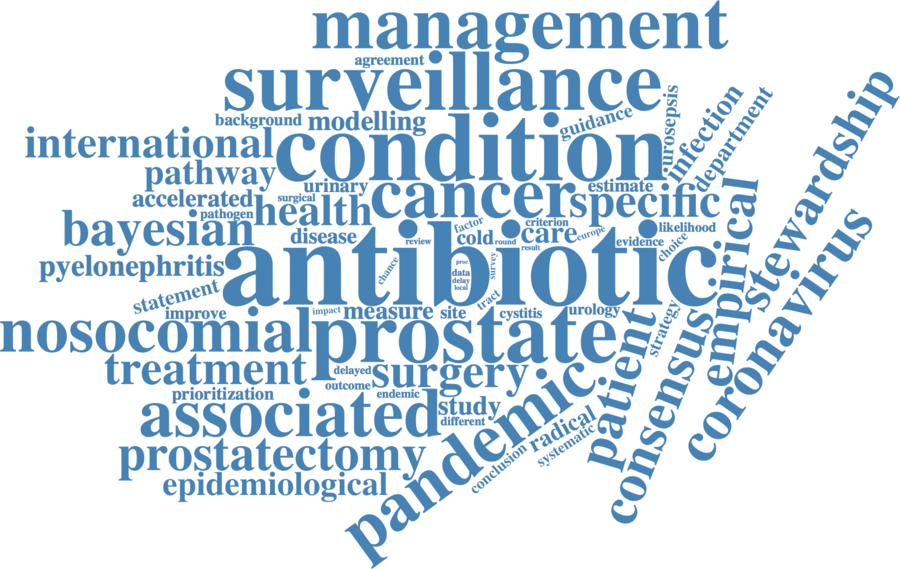 management
agreement
surveillance
background
modelling
guidance
urosepsis
infection
department
international
condition
pathway
urinary
cancer
estimate
specific
accelerated
surgical
pathogen
health
stewardship
bayesian
disease
review
factor
cold
round
criterion
care
europe
result
evidence
likelihood
choice
empirical
coronavirus
pyelonephritis
antibiotic
chance
proc
data
delay
local
survey
tract
statement
improve
impact
measure
site
cystitis
urology
strategy
nosocomial
prostate
patient
consensus
treatment
delayed
surgery
outcome
endemic
prioritization
associated
study
different
pandemic
radical
conclusion
systematic
prostatectomy
epidemiological